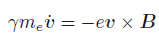 γmₑv̇ = −ev × B